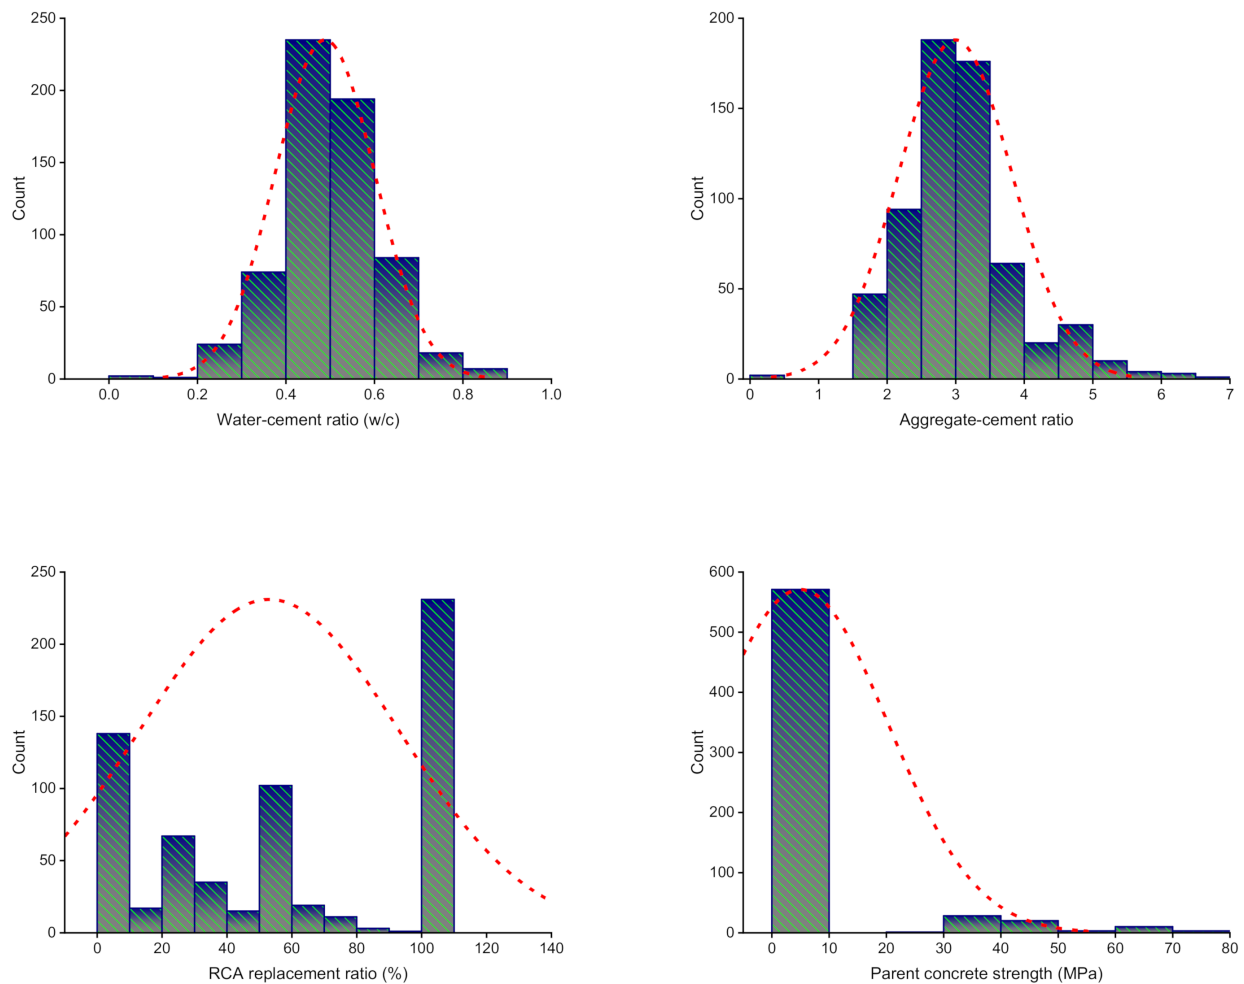 250
200
150
100
50
0
Count
0.0 0.2 0.4 0.6 0.8 1.0
Water-cement ratio (w/c)
200
150
100
50
0
Count
0 1 2 3 4 5 6 7
Aggregate-cement ratio
250
200
150
100
50
0
Count
0 20 40 60 80 100 120 140
RCA replacement ratio (%)
600
500
400
300
200
100
0
Count
0 10 20 30 40 50 60 70 80
Parent concrete strength (MPa)